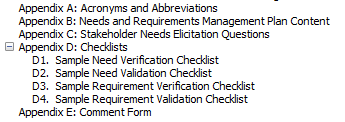 Appendix A: Acronyms and Abbreviations
Appendix B: Needs and Requirements Management Plan Content
Appendix C: Stakeholder Needs Elicitation Questions
Appendix D: Checklists
D1. Sample Need Verification Checklist
D2. Sample Need Validation Checklist
D3. Sample Requirement Verification Checklist
D4. Sample Requirement Validation Checklist
Appendix E: Comment Form